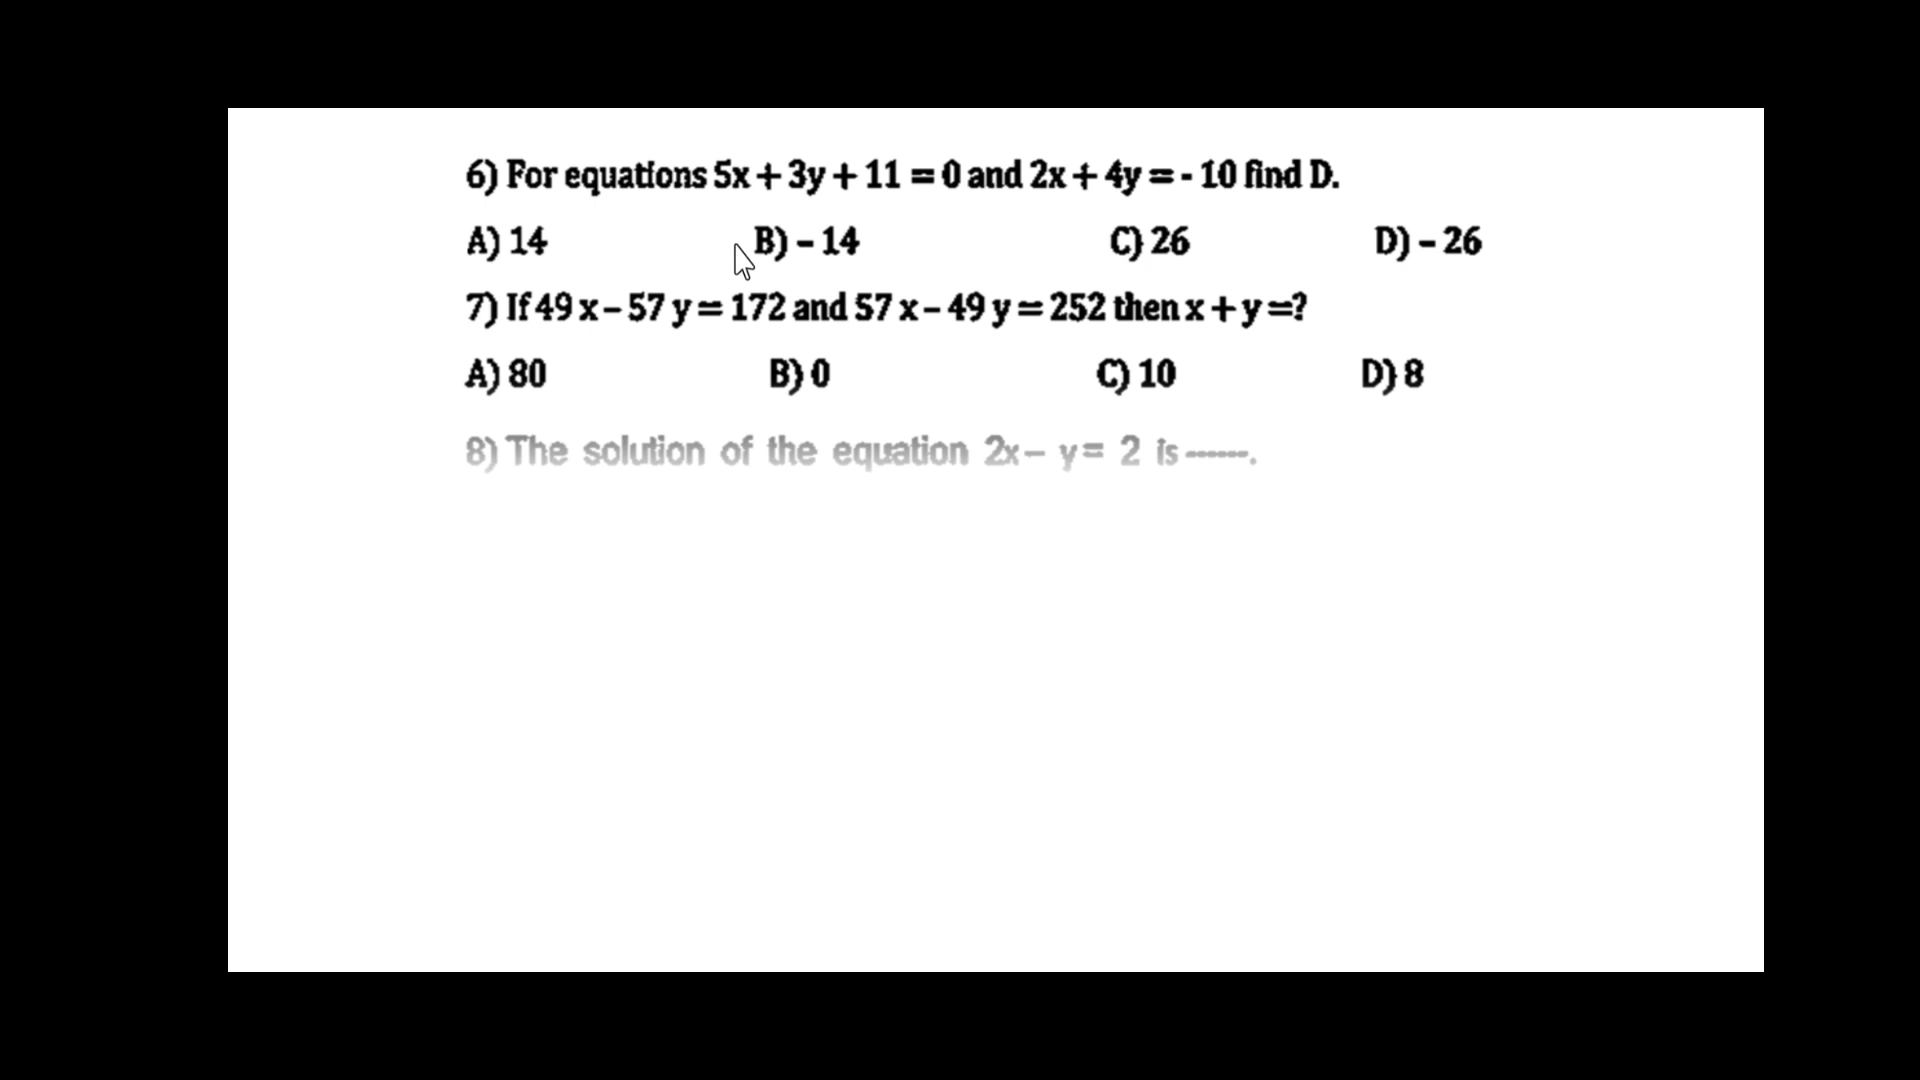 6) For equations 5x + 3y + 11 = 0 and 2x + 4y = - 10 find D.
A) 14 B) – 14 C) 26 D) – 26
7) If 49 x – 57 y = 172 and 57 x – 49 y = 252 then x + y =?
A) 80 B) 0 C) 10 D) 8
8) The solution of the equation 2x – y = 2 is ------.